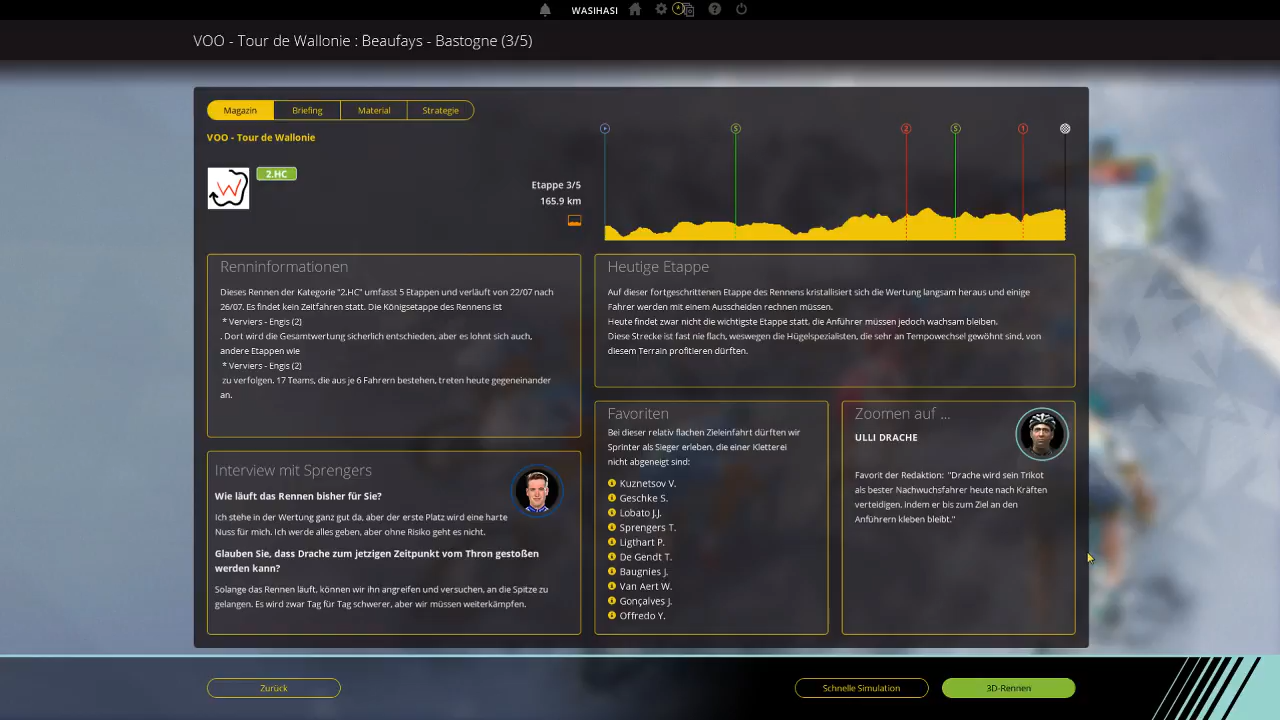 WASIHASI
VOO - Tour de Wallonie : Beaufays - Bastogne (3/5)
Magazin
Briefing
Material
Strategie
VOO - Tour de Wallonie
W
2.HC
Etappe 3/5
165.9 km
S
2
S
1
Renninformationen
Dieses Rennen der Kategorie "2.HC" umfasst 5 Etappen und verläuft von 22/07 nach
26/07. Es findet kein Zeitfahren statt. Die Königsetappe des Rennens ist
* Verviers - Engis (2)
. Dort wird die Gesamtwertung sicherlich entschieden, aber es lohnt sich auch,
andere Etappen wie
* Verviers - Engis (2)
zu verfolgen. 17 Teams, die aus je 6 Fahrern bestehen, treten heute gegeneinander
an.
Heutige Etappe
Auf dieser fortgeschrittenen Etappe des Rennens kristallisiert sich die Wertung langsam heraus und einige
Fahrer werden mit einem Ausscheiden rechnen müssen.
Heute findet zwar nicht die wichtigste Etappe statt, die Anführer müssen jedoch wachsam bleiben.
Diese Strecke ist fast nie flach, weswegen die Hügelspezialisten, die sehr an Tempowechsel gewöhnt sind, von
diesem Terrain profitieren dürften.
Interview mit Sprengers
Wie läuft das Rennen bisher für Sie?
Ich stehe in der Wertung ganz gut da, aber der erste Platz wird eine harte
Nuss für mich. Ich werde alles geben, aber ohne Risiko geht es nicht.
Glauben Sie, dass Drache zum jetzigen Zeitpunkt vom Thron gestoßen
werden kann?
Solange das Rennen läuft, können wir ihn angreifen und versuchen, an die Spitze zu
gelangen. Es wird zwar Tag für Tag schwerer, aber wir müssen weiterkämpfen.
Favoriten
Bei dieser relativ flachen Zieleinfahrt dürften wir
Sprinter als Sieger erleben, die einer Kletterei
nicht abgeneigt sind:
Kuznetsov V.
Geschke S.
Lobato J.J.
Sprengers T.
Ligthart P.
De Gendt T.
Baugnies J.
Van Aert W.
Gonçalves J.
Offredo Y.
Zoomen auf ...
ULLI DRACHE
Favorit der Redaktion: "Drache wird sein Trikot
als bester Nachwuchsfahrer heute nach Kräften
verteidigen, indem er bis zum Ziel an den
Anführern kleben bleibt."
Zurück
Schnelle Simulation
3D-Rennen